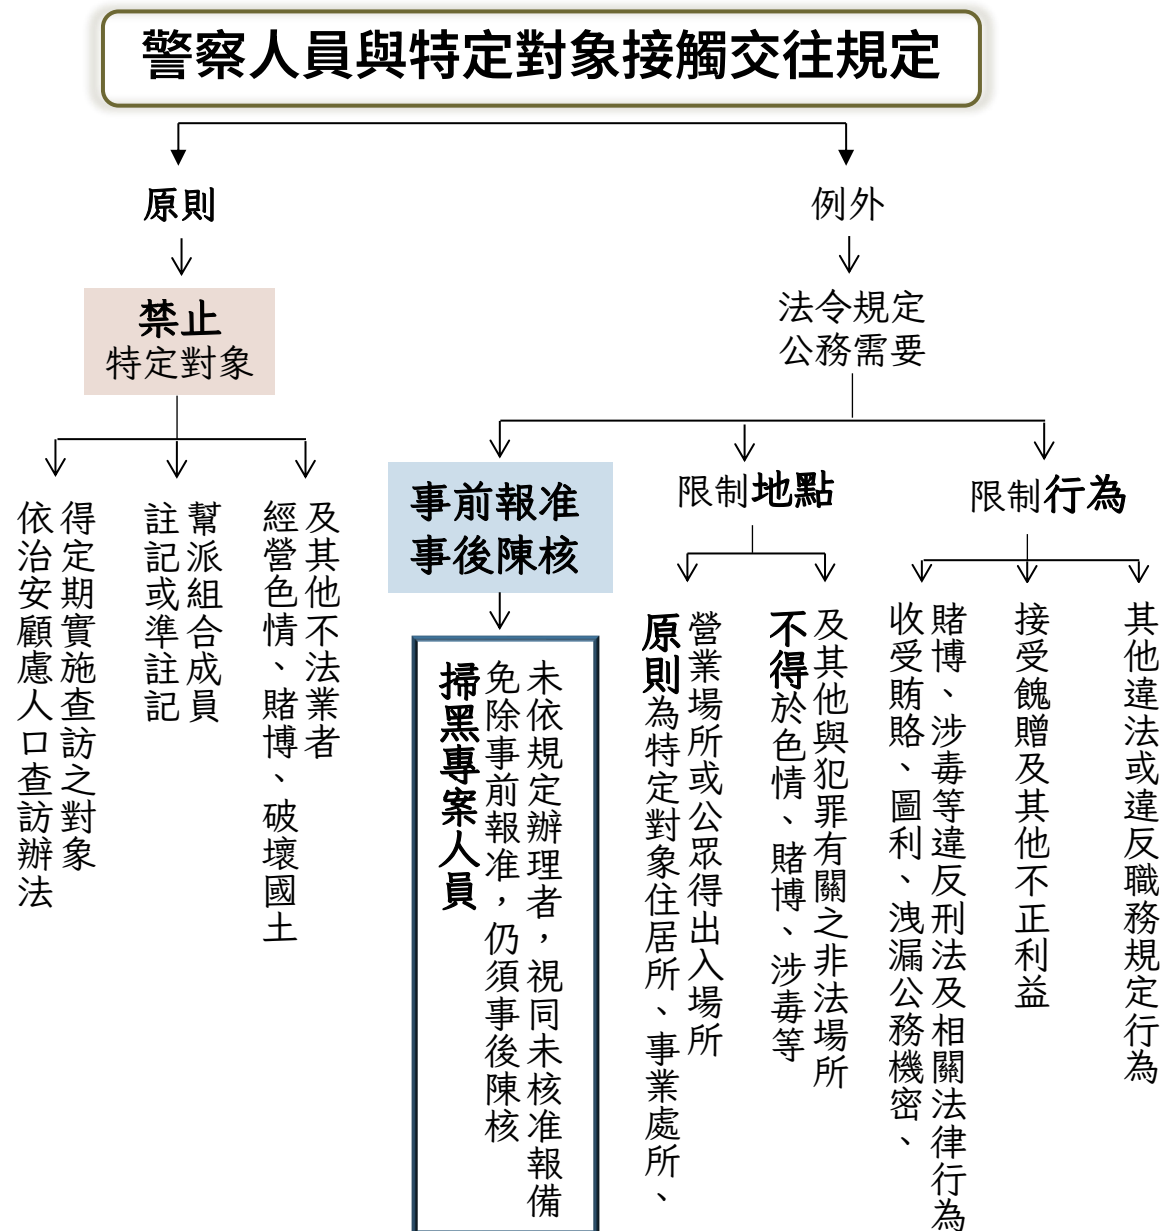 警察人員與特定對象接觸交往規定
原則
例外
禁止
特定對象
法令規定
公務需要
依治安顧慮人口查訪辦法
得定期實施查訪之對象
註記或準註記
幫派組合成員
經營色情、賭博、破壞國土
及其他不法業者
事前報准
事後陳核
掃黑專案人員
免除事前報准，仍須事後陳核
未依規定辦理者，視同未核准報備
限制地點
原則為特定對象住居所、事業處所、
營業場所或公眾得出入場所
不得於色情、賭博、涉毒等
及其他與犯罪有關之非法場所
限制行為
收受賄賂、圖利、洩漏公務機密、
賭博、涉毒等違反刑法及相關法律行為
接受餽贈及其他不正利益
其他違法或違反職務規定行為